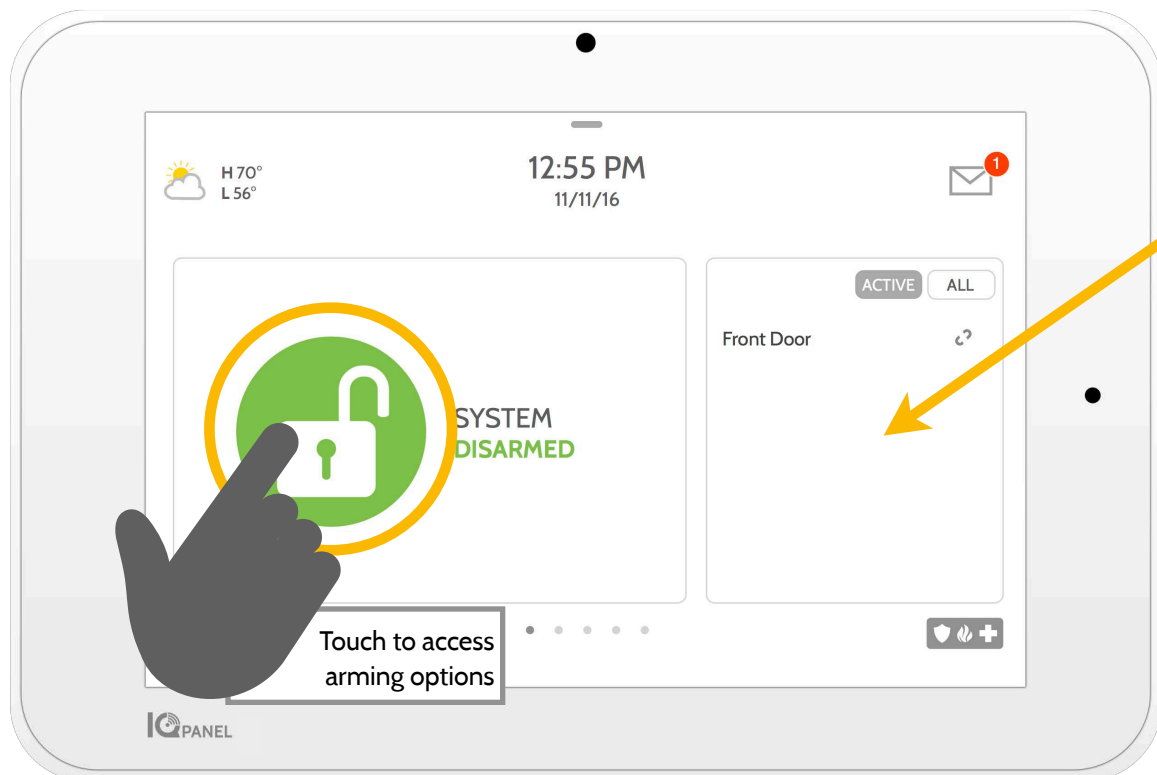 H 70°
L 56°
12:55 PM
11/11/16
1
ACTIVE
ALL
Front Door
SYSTEM
DISARMED
Touch to access
arming options
IQ PANEL